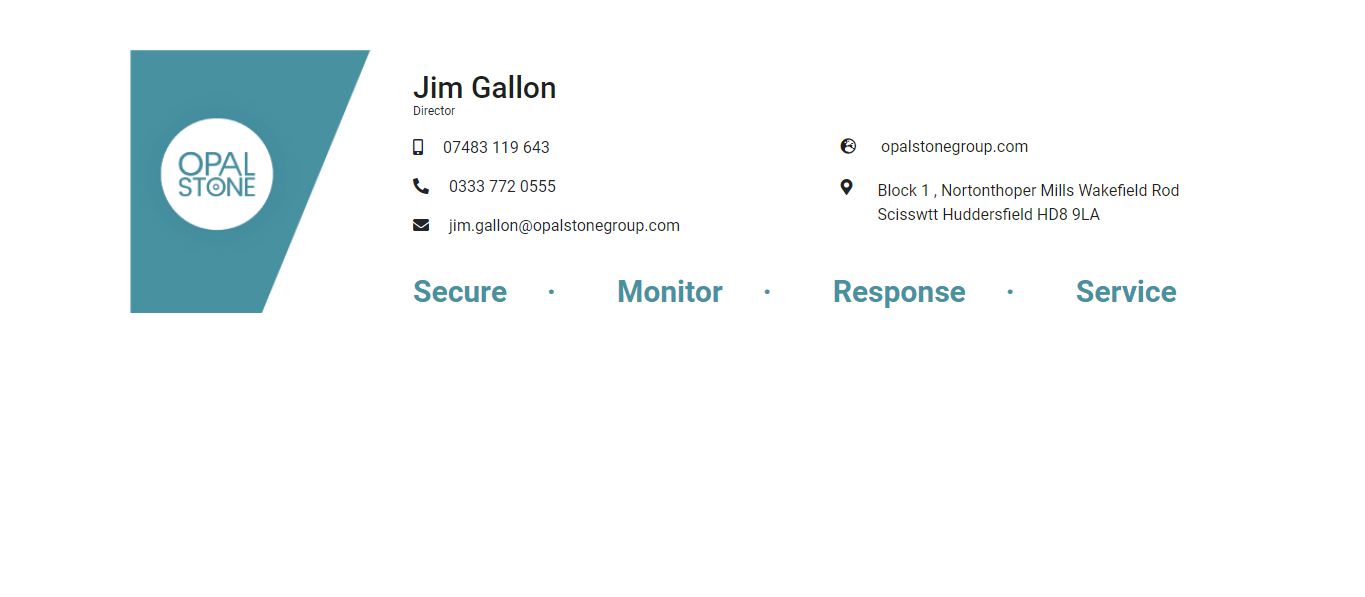 OPAL
STONE
Jim Gallon
Director
07483 119 643
0333 772 0555
jim.gallon@opalstonegroup.com
opalstonegroup.com
Block 1 , Nortonthoper Mills Wakefield Rod
Scisswtt Huddersfield HD8 9LA
Secure · Monitor · Response · Service